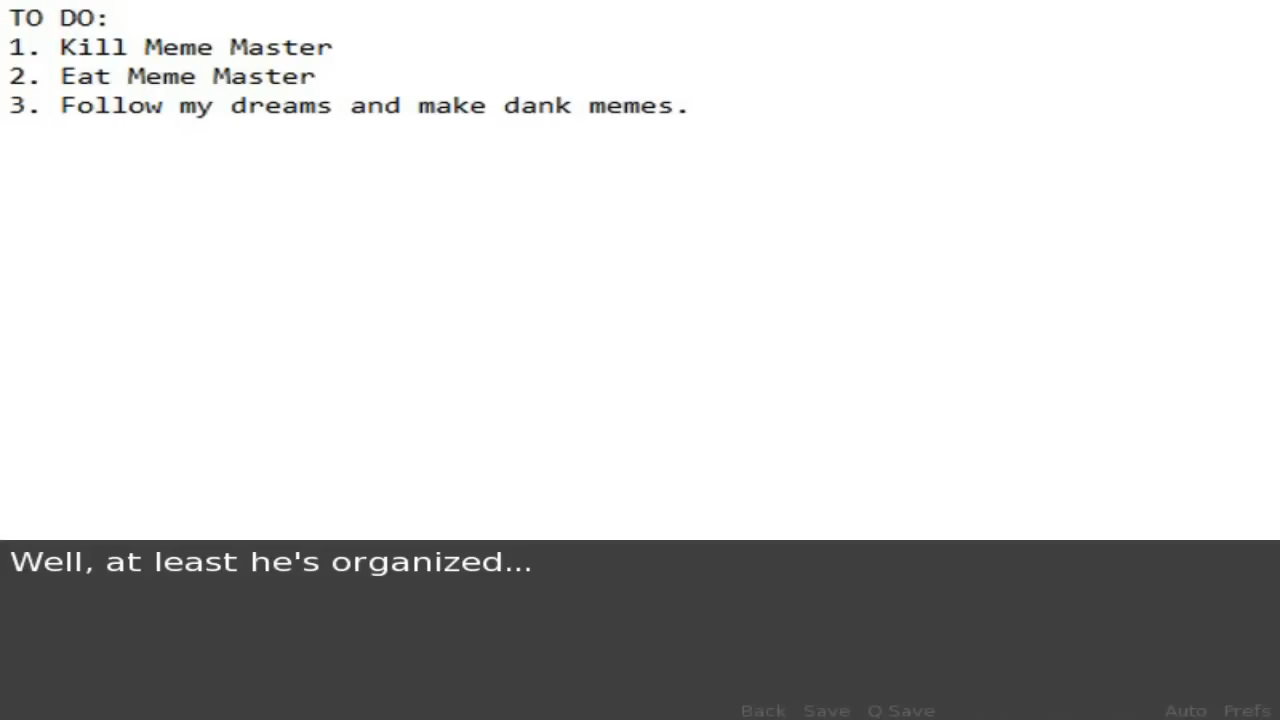 TO DO:
1. Kill Meme Master
2. Eat Meme Master
3. Follow my dreams and make dank memes.
Well, at least he's organized...
Back Save Q Save Auto Prefs